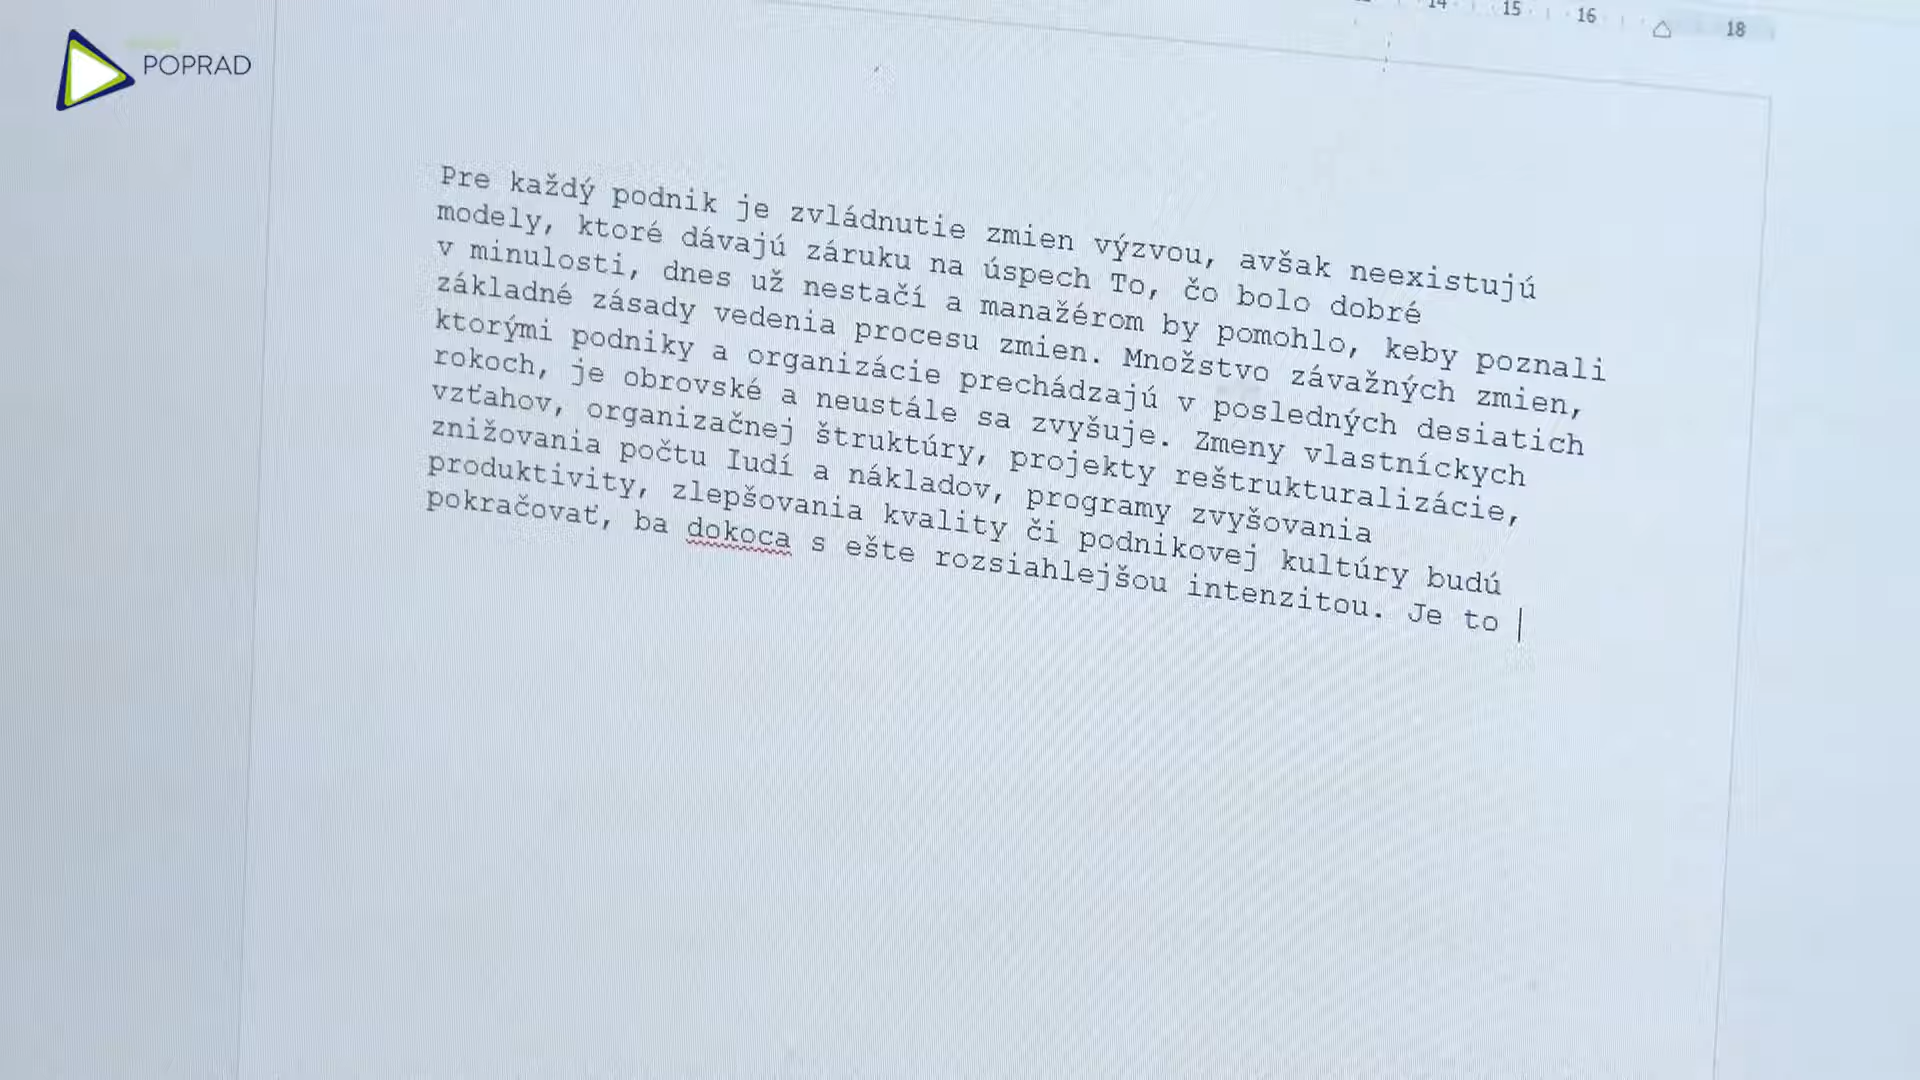 POPRAD
14 15 16 18
Pre každý podnik je zvládnutie zmien výzvou, avšak neexistujú
modely, ktoré dávajú záruku na úspech To, čo bolo dobré
v minulosti, dnes už nestačí a manažérom by pomohlo, keby poznali
základné zásady vedenia procesu zmien. Množstvo závažných zmien,
ktorými podniky a organizácie prechádzajú v posledných desiatich
rokoch, je obrovské a neustále sa zvyšuje. Zmeny vlastníckych
vzťahov, organizačnej štruktúry, projekty reštrukturalizácie,
znižovania počtu ľudí a nákladov, programy zvyšovania
produktivity, zlepšovania kvality či podnikovej kultúry budú
pokračovať, ba dokoca s ešte rozsiahlejšou intenzitou. Je to